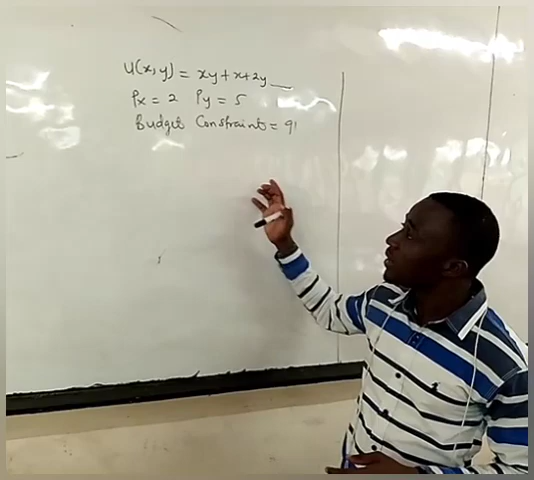 U(x,y) = xy + x + 2y
Px = 2 Py = 5
Budget Constraint = 91